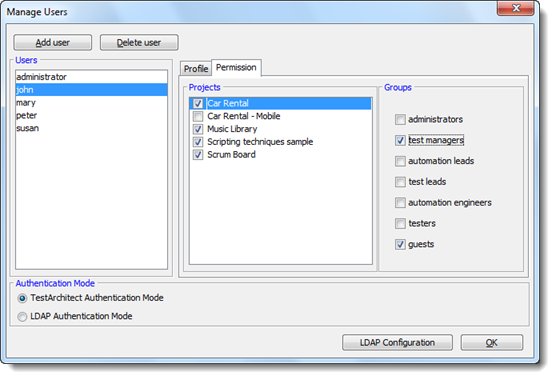 Manage Users
Add user
Delete user
Users
administrator
john
mary
peter
susan
Profile
Permission
Projects
Car Rental
Car Rental - Mobile
Music Library
Scripting techniques sample
Scrum Board
Groups
administrators
test managers
automation leads
test leads
automation engineers
testers
guests
Authentication Mode
TestArchitect Authentication Mode
LDAP Authentication Mode
LDAP Configuration
OK